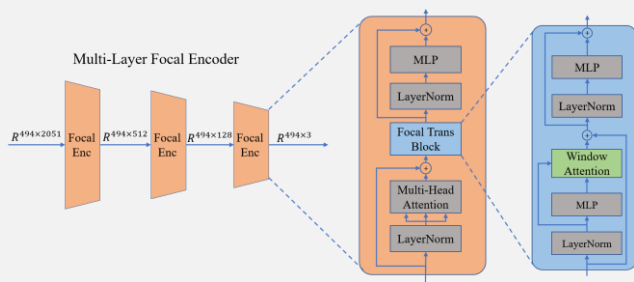 Multi-Layer Focal Encoder
R^{494×2051}
Focal
Enc
R^{494×512}
Focal
Enc
R^{494×128}
Focal
Enc
R^{494×3}
+
MLP
LayerNorm
Focal Trans
Block
+
Multi-Head
Attention
LayerNorm
+
MLP
LayerNorm
+
Window
Attention
MLP
LayerNorm